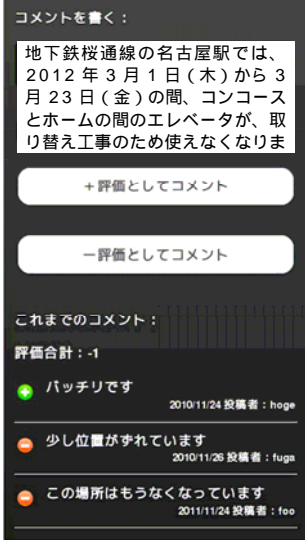 コメントを書く：
地下鉄桜通線の名古屋駅では、
２０１２年３月１日（木）から３
月２３日（金）の間、コンコース
とホームの間のエレベータが、取
り替え工事のため使えなくなりま
＋評価としてコメント
－評価としてコメント
これまでのコメント：
評価合計：-1
バッチリです
2010/11/24 投稿者：hoge
少し位置がずれています
2010/11/26 投稿者：fuga
この場所はもうなくなっています
2011/11/24 投稿者：foo